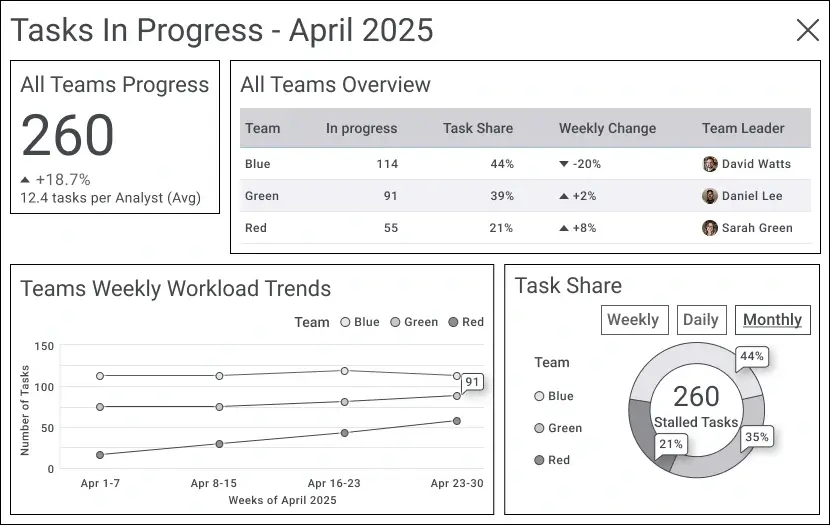 Tasks In Progress - April 2025
All Teams Progress
260
+18.7%
12.4 tasks per Analyst (Avg)
All Teams Overview
Team In progress Task Share Weekly Change Team Leader
Blue 114 44% -20% David Watts
Green 91 39% +2% Daniel Lee
Red 55 21% +8% Sarah Green
Teams Weekly Workload Trends
Team Blue Green Red
Number of Tasks
150
100
50
0
91
Apr 1-7 Apr 8-15 Apr 16-23 Apr 23-30
Weeks of April 2025
Task Share
Weekly Daily Monthly
Team
Blue
Green
Red
44%
260
Stalled Tasks
35%
21%